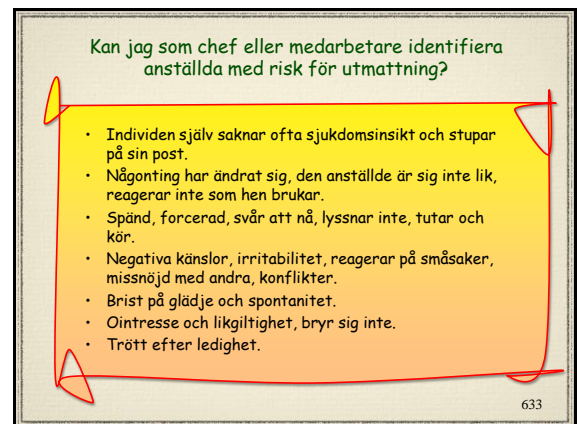 Kan jag som chef eller medarbetare identifiera
anställda med risk för utmattning?
• Individen själv saknar ofta sjukdomsinsikt och stupar
på sin post.
• Någonting har ändrat sig, den anställde är sig inte lik,
reagerar inte som hen brukar.
• Spänd, forcerad, svår att nå, lyssnar inte, tutar och
kör.
• Negativa känslor, irritabilitet, reagerar på småsaker,
missnöjd med andra, konflikter.
• Brist på glädje och spontanitet.
• Ointresse och likgiltighet, bryr sig inte.
• Trött efter ledighet.
633